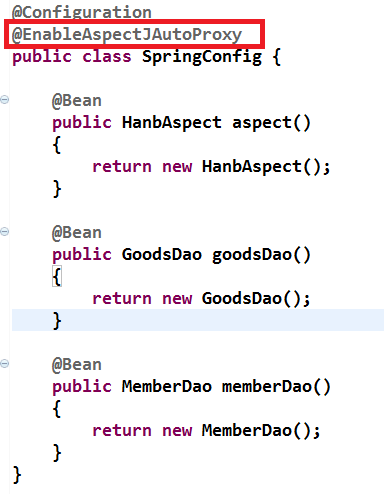 @Configuration
@EnableAspectJAutoProxy
public class SpringConfig {
@Bean
public HanbAspect aspect()
{
return new HanbAspect();
}
@Bean
public GoodsDao goodsDao()
{
return new GoodsDao();
}
@Bean
public MemberDao memberDao()
{
return new MemberDao();
}
}